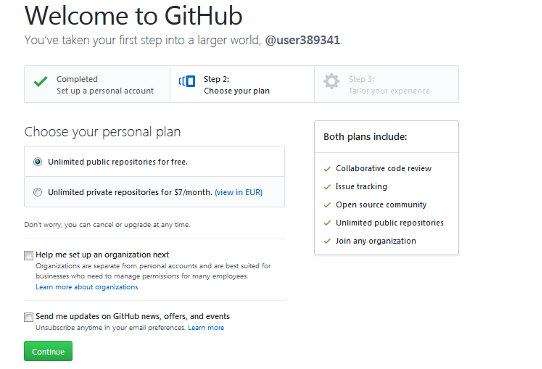 Welcome to GitHub
You've taken your first step into a larger world, @user389341.
Completed
Set up a personal account
Step 2:
Choose your plan
Step 3:
Tailor your experience
Choose your personal plan
Unlimited public repositories for free.
Unlimited private repositories for $7/month. (view in EUR)
Don't worry, you can cancel or upgrade at any time.
Help me set up an organization next
Organizations are separate from personal accounts and are best suited for
businesses who need to manage permissions for many employees.
Learn more about organizations
Send me updates on GitHub news, offers, and events
Unsubscribe anytime in your email preferences. Learn more
Continue
Both plans include:
Collaborative code review
Issue tracking
Open source community
Unlimited public repositories
Join any organization